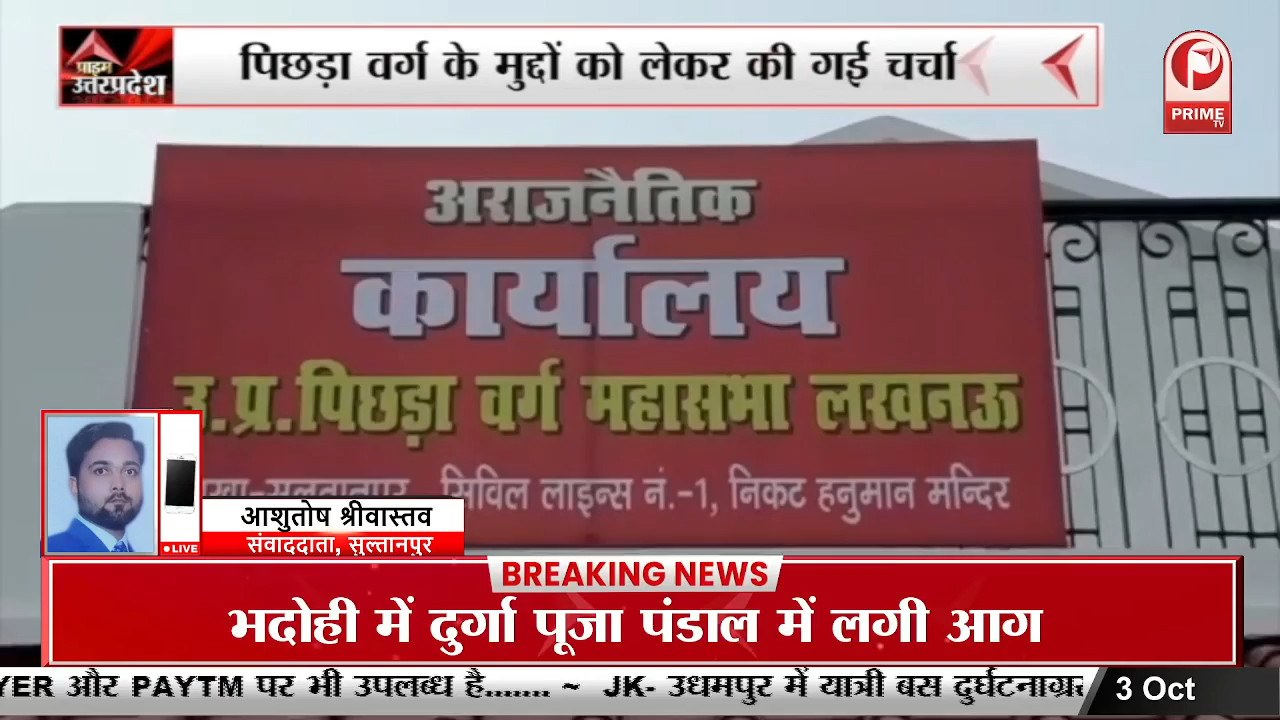 पिछड़ा वर्ग के मुद्दों को लेकर की गई चर्चा
प्राइम
उत्तरप्रदेश
PRIME
TV
अराजनैतिक
कार्यालय
उ.प्र.पिछड़ा वर्ग महासभा लखनऊ
सिविल लाइन्स नं.-1, निकट हनुमान मन्दिर
LIVE
आशुतोष श्रीवास्तव
संवाददाता, सुल्तानपुर
BREAKING NEWS
भदोही में दुर्गा पूजा पंडाल में लगी आग
और PAYTM पर भी उपलब्ध है....... ~ JK- उधमपुर में यात्री बस
3 Oct